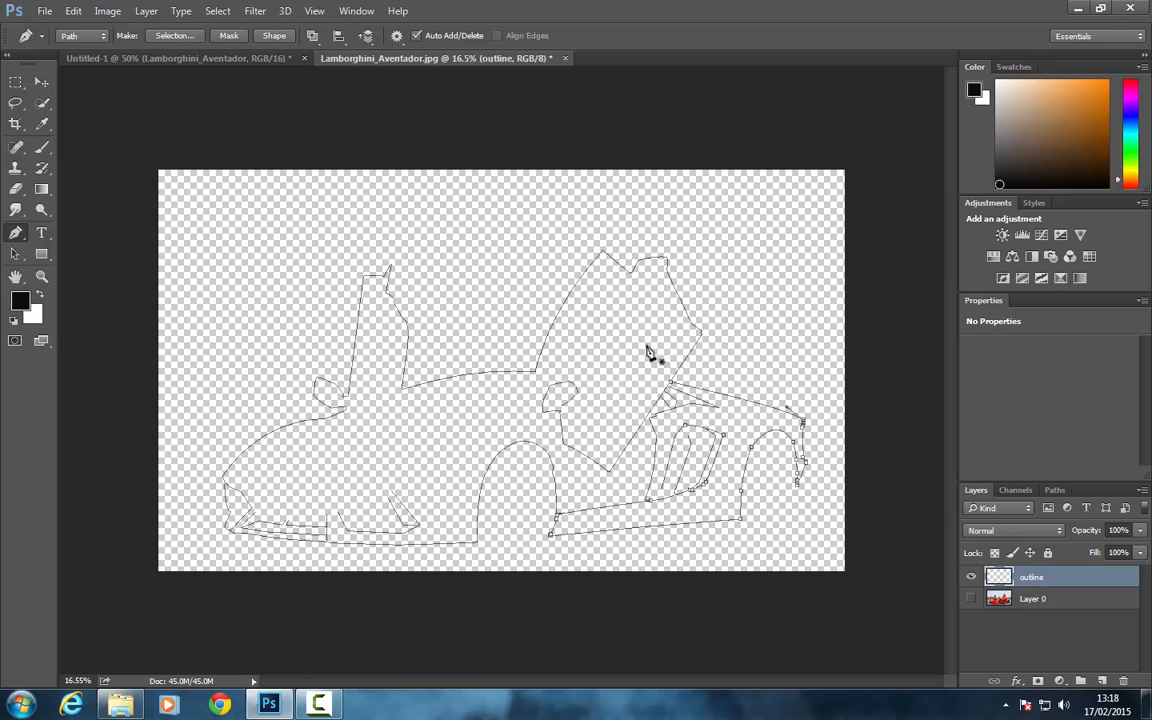 Ps File Edit Image Layer Type Select Filter 3D View Window Help
Path Make: Selection... Mask Shape Auto Add/Delete Align Edges Essentials
Untitled-1 @ 50% (Lamborghini_Aventador, RGB/16) * × Lamborghini_Aventador.jpg @ 16.5% (outline, RGB/8) * ×
Color Swatches
Adjustments Styles
Add an adjustment
Properties
No Properties
Layers Channels Paths
Kind
Normal Opacity: 100%
Lock: Fill: 100%
outline
Layer 0
16.55% Doc: 45.0M/45.0M
13:18
17/02/2015